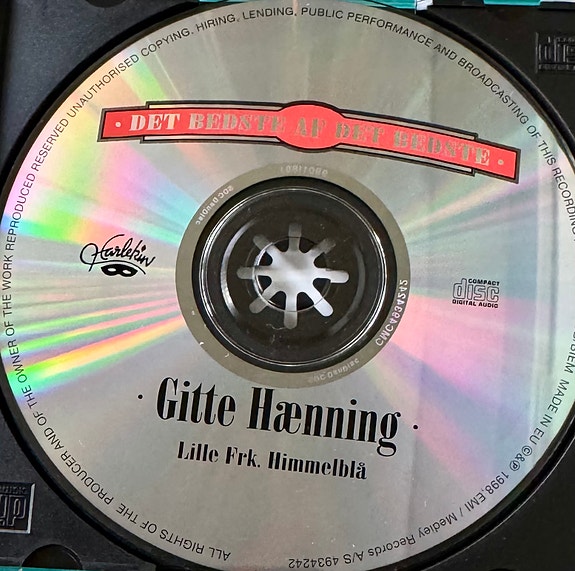 ALL RIGHTS OF THE PRODUCER AND OF THE OWNER OF THE WORK REPRODUCED RESERVED UNAUTHORISED COPYING, HIRING, LENDING, PUBLIC PERFORMANCE AND BROADCASTING OF THIS RECORDING
· DET BEDSTE AF DET BEDSTE ·
Harlekin
COMPACT
disc
DIGITAL AUDIO
CMC4934242
· Gitte Hænning ·
Lille Frk. Himmelblå
BIEM MADE IN EU ©&℗ 1998 EMI / Medley Records A/S 4934242